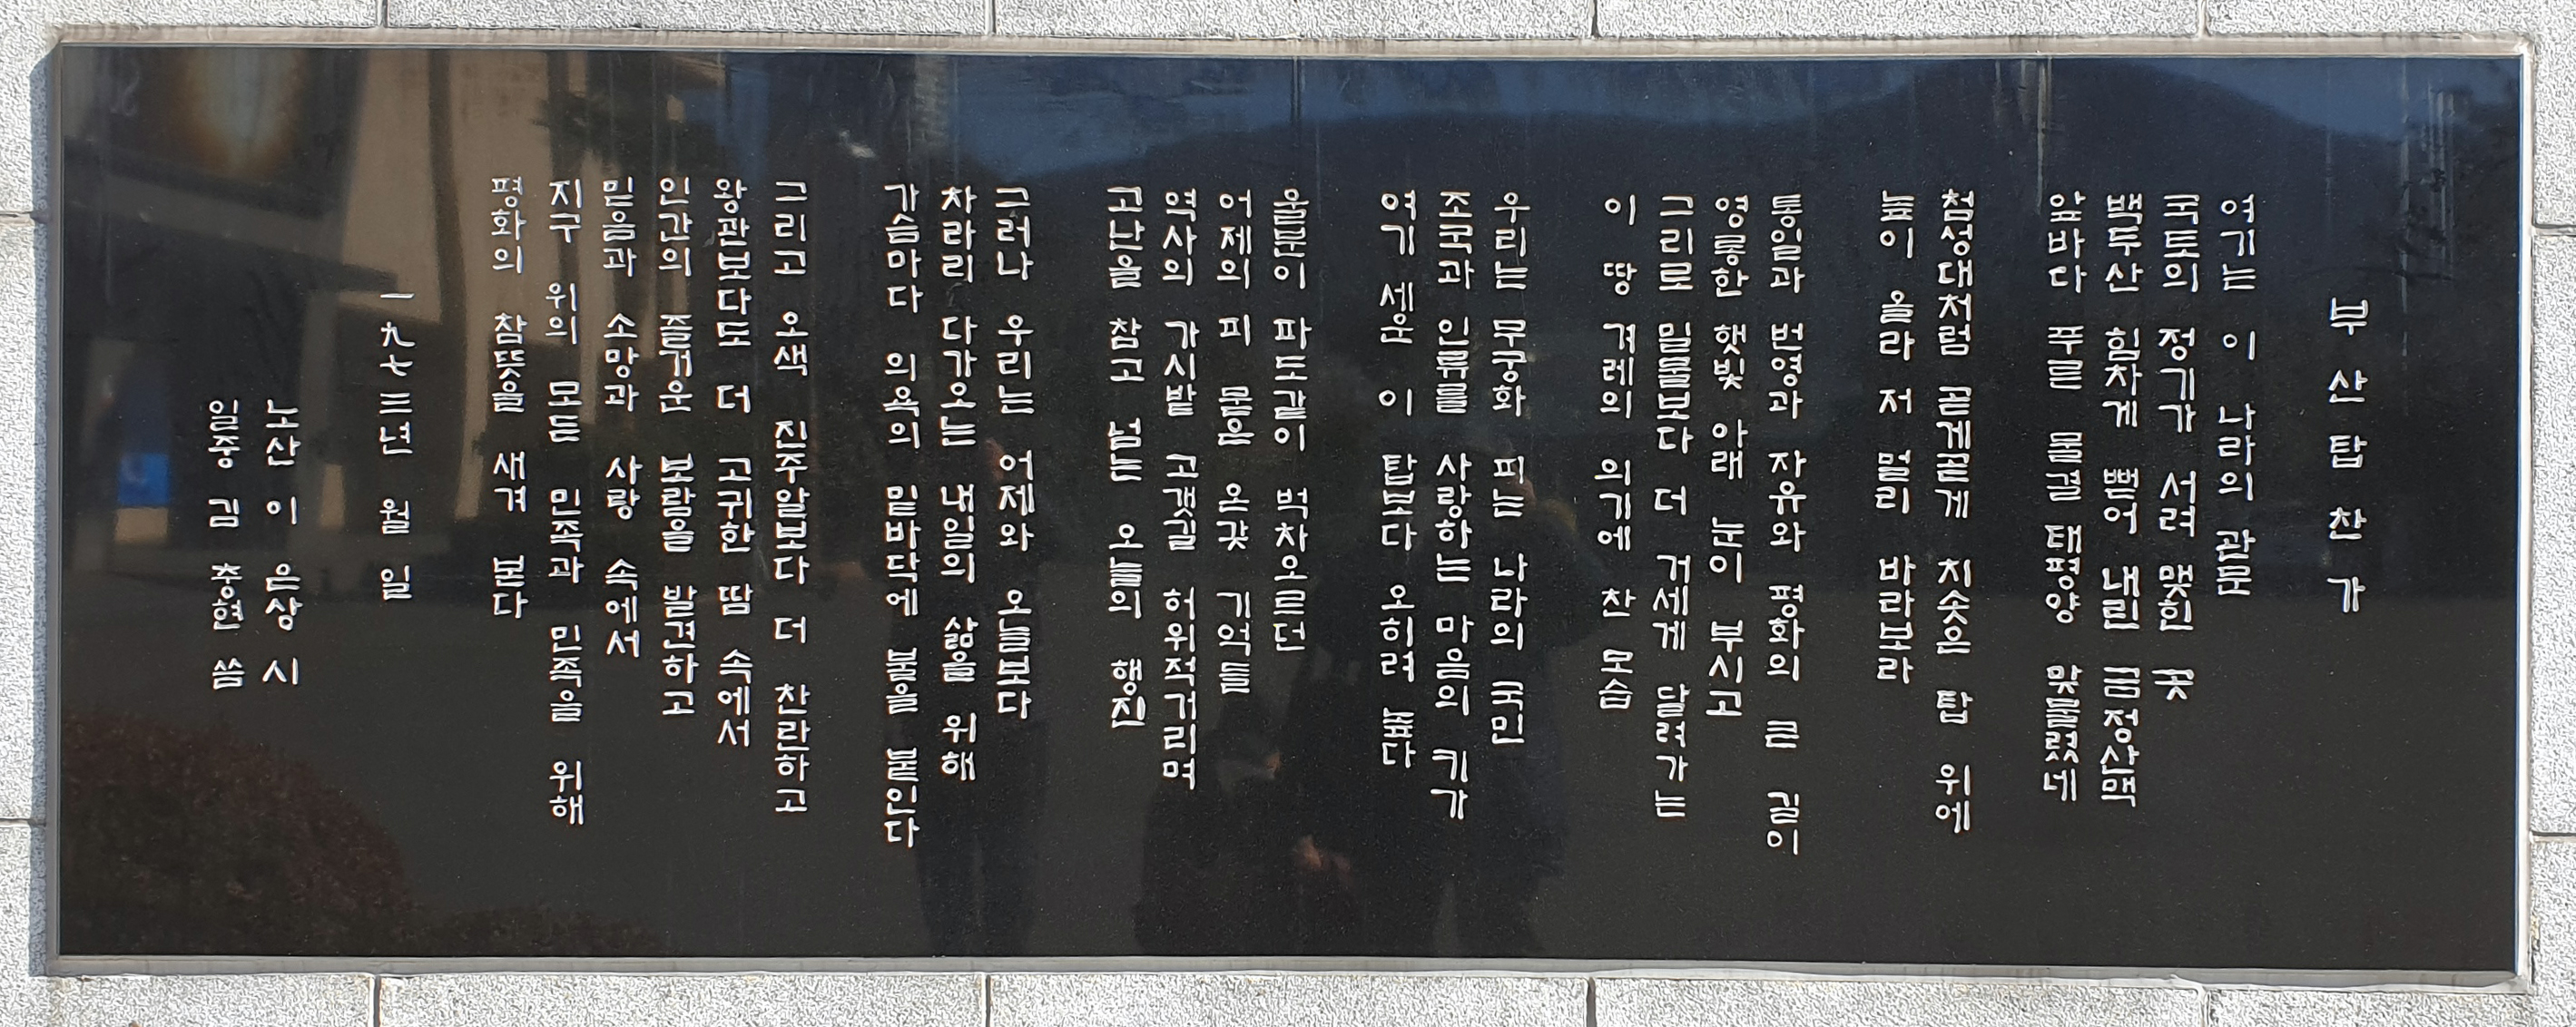 부산탑찬가
여기는 이 나라의 관문
국토의 정기가 서려 맺힌 곳
백두산 힘차게 뻗어 내린 금정산맥
앞바다 푸른 물결 태평양 맞물렸네
첨성대처럼 곧게곧게 치솟은 탑 위에
높이 올라 저 멀리 바라보라
통일과 번영과 자유와 평화의 큰 길이
영롱한 햇빛 아래 눈이 부시고
그리로 밀물보다 더 거세게 달려가는
이 땅 겨레의 의기에 찬 모습
우리는 무궁화 피는 나라의 국민
조국과 인류를 사랑하는 마음의 키가
여기 세운 이 탑보다 오히려 높다
울분이 파도같이 벅차오르던
어제의 피 묻은 온갖 기억들
역사의 가시밭 고갯길 허위적거리며
고난을 참고 넘는 오늘의 행진
그러나 우리는 어제와 오늘보다
차라리 다가오는 내일의 삶을 위해
가슴마다 의욕의 밑바닥에 불을 붙인다
그리고 오색 진주알보다 더 찬란하고
왕관보다도 더 고귀한 땀 속에서
인간의 즐거운 보람을 발견하고
믿음과 소망과 사랑 속에서
지구 위의 모든 민족과 민족을 위해
평화의 참뜻을 새겨 본다
一九七三년 월 일
노산 이은상 시
일중 김충현 씀